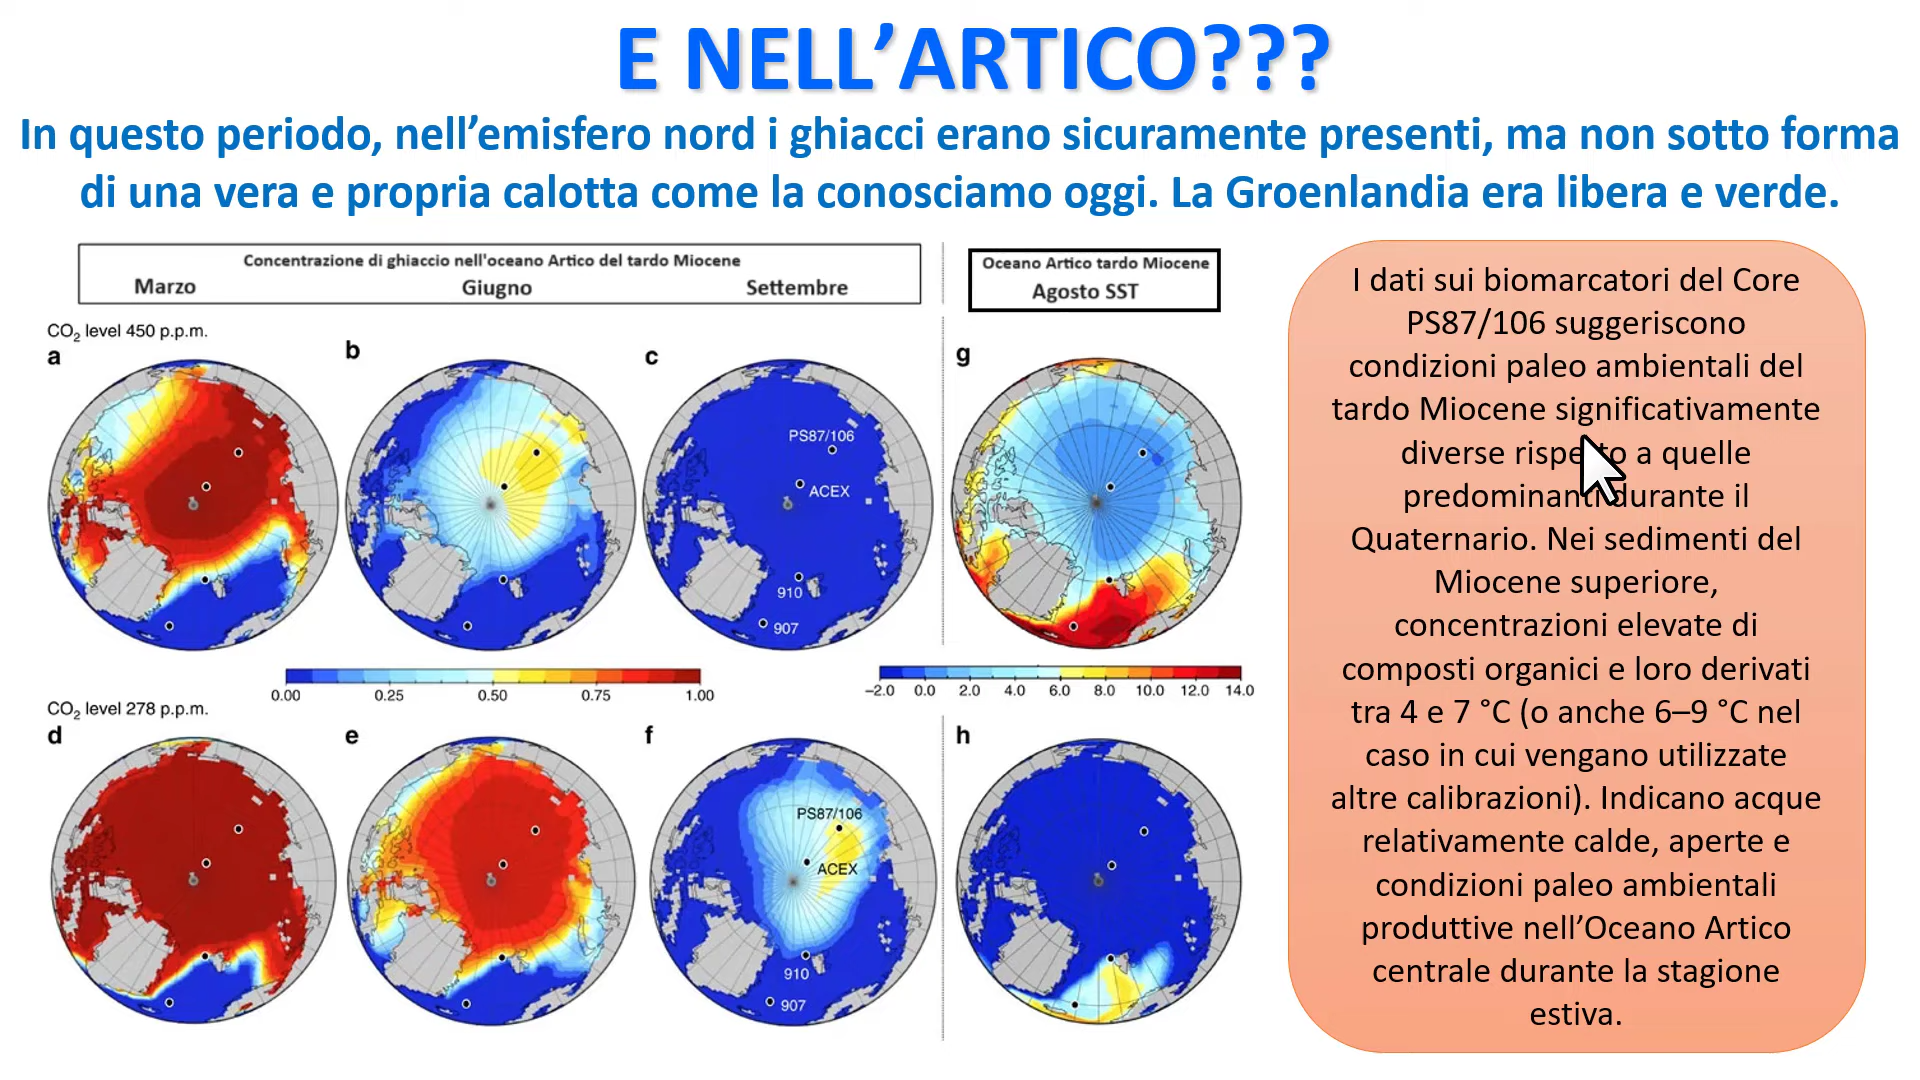 E NELL’ARTICO???
In questo periodo, nell’emisfero nord i ghiacci erano sicuramente presenti, ma non sotto forma
di una vera e propria calotta come la conosciamo oggi. La Groenlandia era libera e verde.
Concentrazione di ghiaccio nell'oceano Artico del tardo Miocene
Marzo Giugno Settembre
Oceano Artico tardo Miocene
Agosto SST
CO2 level 450 p.p.m.
a b c g
PS87/106
ACEX
910
907
0.00 0.25 0.50 0.75 1.00
−2.0 0.0 2.0 4.0 6.0 8.0 10.0 12.0 14.0
CO2 level 278 p.p.m.
d e f h
PS87/106
ACEX
910
907
I dati sui biomarcatori del Core
PS87/106 suggeriscono
condizioni paleo ambientali del
tardo Miocene significativamente
diverse rispetto a quelle
predominanti durante il
Quaternario. Nei sedimenti del
Miocene superiore,
concentrazioni elevate di
composti organici e loro derivati
tra 4 e 7 °C (o anche 6–9 °C nel
caso in cui vengano utilizzate
altre calibrazioni). Indicano acque
relativamente calde, aperte e
condizioni paleo ambientali
produttive nell’Oceano Artico
centrale durante la stagione
estiva.